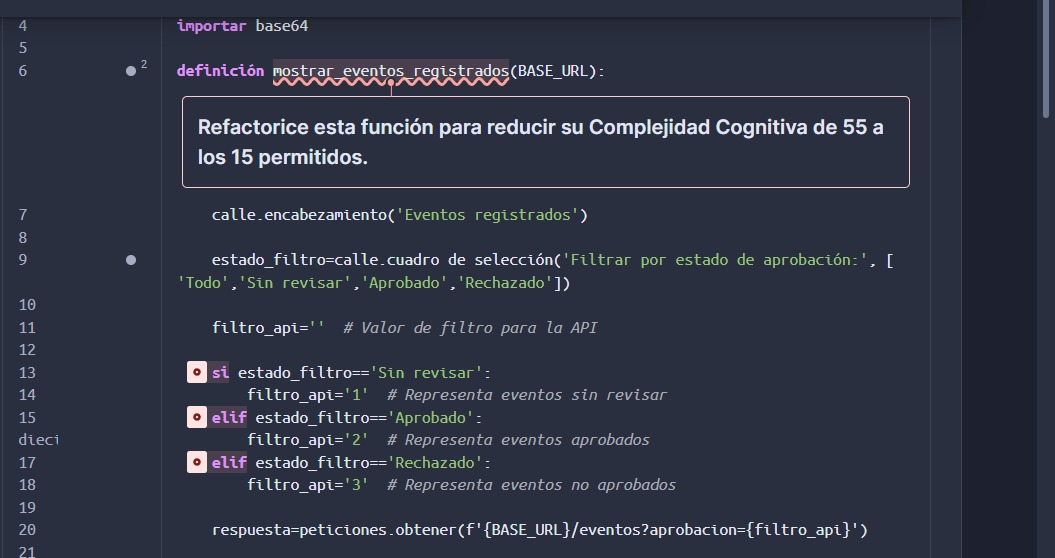 4 importar base64
5
6 2 definición mostrar_eventos_registrados(BASE_URL):
Refactorice esta función para reducir su Complejidad Cognitiva de 55 a
los 15 permitidos.
7 calle.encabezamiento('Eventos registrados')
8
9 estado_filtro=calle.cuadro de selección('Filtrar por estado de aprobación:', [
'Todo','Sin revisar','Aprobado','Rechazado'])
10
11 filtro_api='' # Valor de filtro para la API
12
13 si estado_filtro=='Sin revisar':
14 filtro_api='1' # Representa eventos sin revisar
15 elif estado_filtro=='Aprobado':
dieci filtro_api='2' # Representa eventos aprobados
17 elif estado_filtro=='Rechazado':
18 filtro_api='3' # Representa eventos no aprobados
19
20 respuesta=peticiones.obtener(f'{BASE_URL}/eventos?aprobacion={filtro_api}')
21